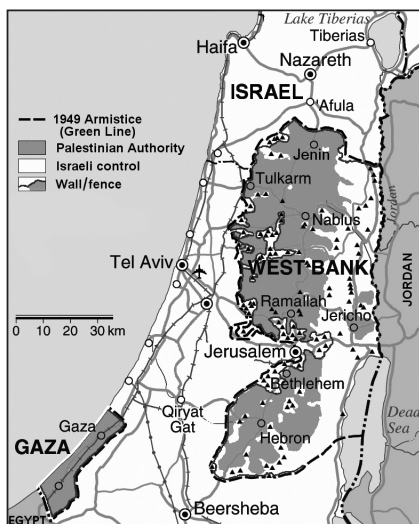 Lake Tiberias
Tiberias
Haifa
Nazareth
ISRAEL
Afula
1949 Armistice
(Green Line)
Palestinian Authority
Israeli control
Wall/fence
Jenin
Tulkarm
Nablus
Jordan
Tel Aviv
WEST BANK
JORDAN
0 10 20 30
km
Ramallah
Jericho
Jerusalem
Bethlehem
Qiryat
Gat
Dead
Sea
Gaza
Hebron
GAZA
Beersheba
EGYPT